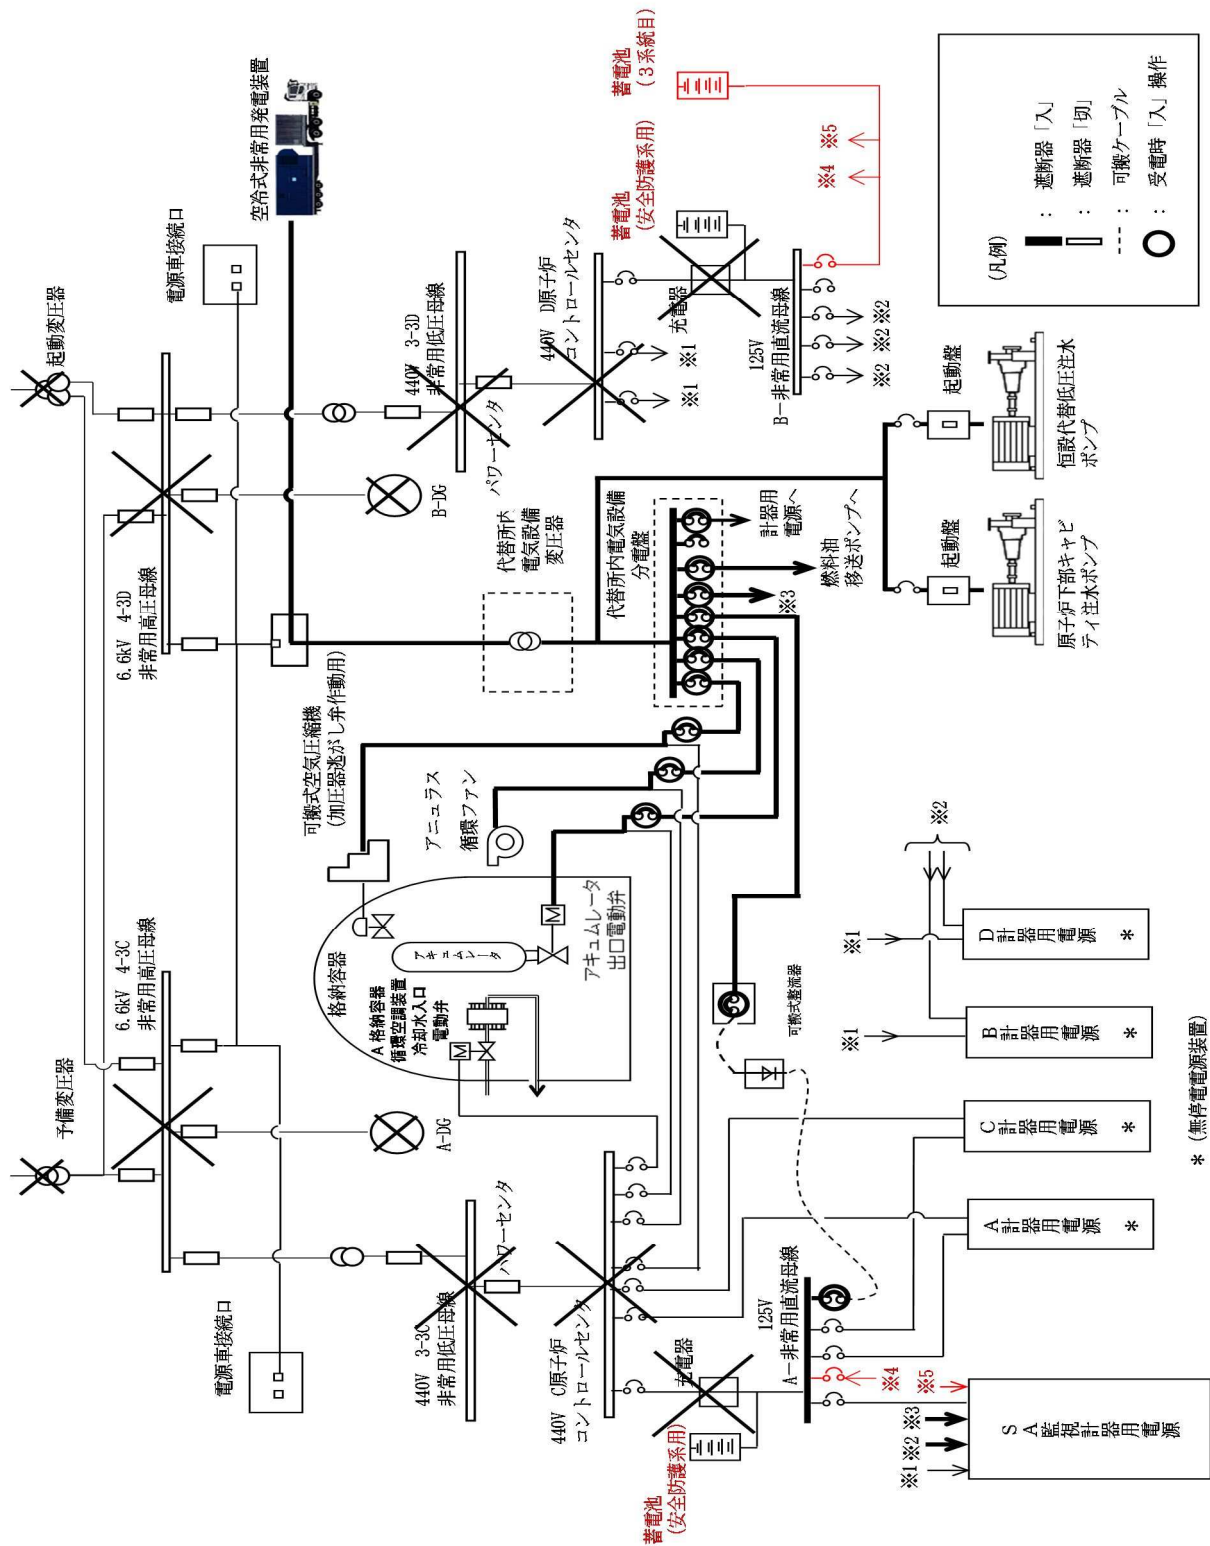 予備変圧器
起動変圧器
6.6kV 4-3C
非常用高圧母線
6.6kV 4-3D
非常用高圧母線
電源車接続口
電源車接続口
空冷式非常用発電装置
A-DG
B-DG
440V 3-3C
非常用低圧母線
パワーセンタ
440V 3-3D
非常用低圧母線
パワーセンタ
440V C原子炉
コントロールセンタ
440V D原子炉
コントロールセンタ
※1
※1
蓄電池
(安全防護系用)
充電器
蓄電池
(安全防護系用)
充電器
蓄電池
(3系統目)
※4
※5
125V
A－非常用直流母線
125V
B－非常用直流母線
※2
※2
※2
代替所内
電気設備
変圧器
代替所内電気設備
分電盤
計器用
電源へ
燃料油
移送ポンプへ
※3
可搬式空気圧縮機
(加圧器逃がし弁作動用)
アニュラス
循環ファン
格納容器
アキュムレータ
M
アキュムレータ
出口電動弁
A格納容器
循環空調装置
冷却水入口
電動弁
M
可搬式整流器
起動盤
原子炉下部キャビ
ティ注水ポンプ
起動盤
恒設代替低圧注水
ポンプ
※4
※1
※2
※3
※5
SA監視計器用電源
A計器用電源 *
C計器用電源 *
※1
B計器用電源 *
※1
D計器用電源 *
※2
* (無停電電源装置)
(凡例)
： 遮断器「入」
： 遮断器「切」
： 可搬ケーブル
： 受電時「入」操作